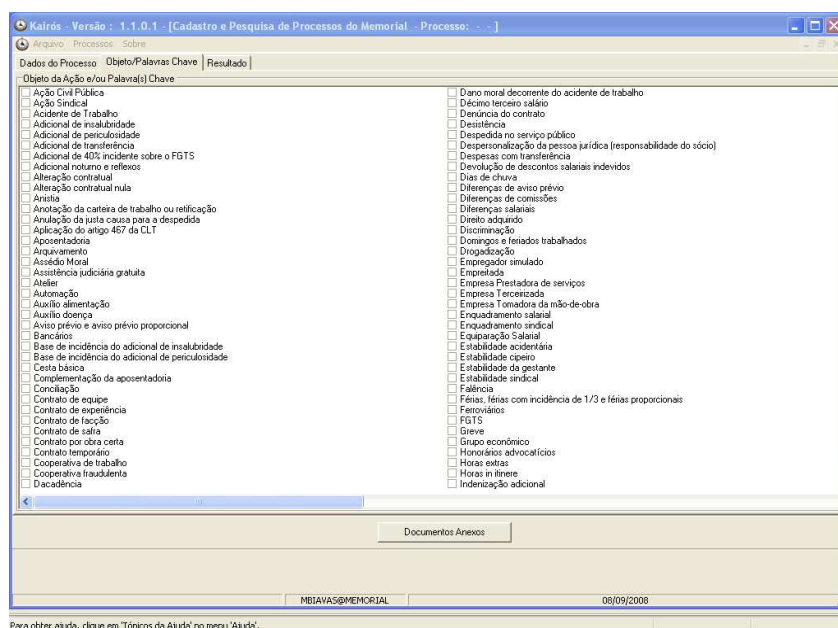 Kairós - Versão : 1.1.0.1 - [Cadastro e Pesquisa de Processos do Memorial - Processo: - - ]
Arquivo Processos Sobre
Dados do Processo Objeto/Palavras Chave Resultado
Objeto da Ação e/ou Palavra(s) Chave
Ação Civil Pública
Ação Sindical
Acidente de Trabalho
Adicional de insalubridade
Adicional de periculosidade
Adicional de transferência
Adicional de 40% incidente sobre o FGTS
Adicional noturno e reflexos
Alteração contratual
Alteração contratual nula
Anistia
Anotação da carteira de trabalho ou retificação
Anulação da justa causa para a despedida
Aplicação do artigo 467 da CLT
Aposentadoria
Arquivamento
Assédio Moral
Assistência judiciária gratuita
Atelier
Automação
Auxílio alimentação
Auxílio doença
Aviso prévio e aviso prévio proporcional
Bancários
Base de incidência do adicional de insalubridade
Base de incidência do adicional de periculosidade
Cesta básica
Complementação da aposentadoria
Conciliação
Contrato de equipe
Contrato de experiência
Contrato de facção
Contrato de safra
Contrato por obra certa
Contrato temporário
Cooperativa de trabalho
Cooperativa fraudulenta
Dacadência
Dano moral decorrente do acidente de trabalho
Décimo terceiro salário
Denúncia do contrato
Desistência
Despedida no serviço público
Despersonalização da pessoa jurídica (responsabilidade do sócio)
Despesas com transferência
Devolução de descontos salariais indevidos
Dias de chuva
Diferenças de aviso prévio
Diferenças de comissões
Diferenças salariais
Direito adquirido
Discriminação
Domingos e feriados trabalhados
Drogadização
Empregador simulado
Empreitada
Empresa Prestadora de serviços
Empresa Terceirizada
Empresa Tomadora da mão-de-obra
Enquadramento salarial
Enquadramento sindical
Equiparação Salarial
Estabilidade acidentária
Estabilidade cipeiro
Estabilidade da gestante
Estabilidade sindical
Falência
Férias, férias com incidência de 1/3 e férias proporcionais
Ferroviários
FGTS
Greve
Grupo econômico
Honorários advocatícios
Horas extras
Horas in itinere
Indenização adicional
Documentos Anexos
MBIAVAS@MEMORIAL 08/09/2008
Para obter ajuda, clique em 'Tópicos da Ajuda' no menu 'Ajuda'.